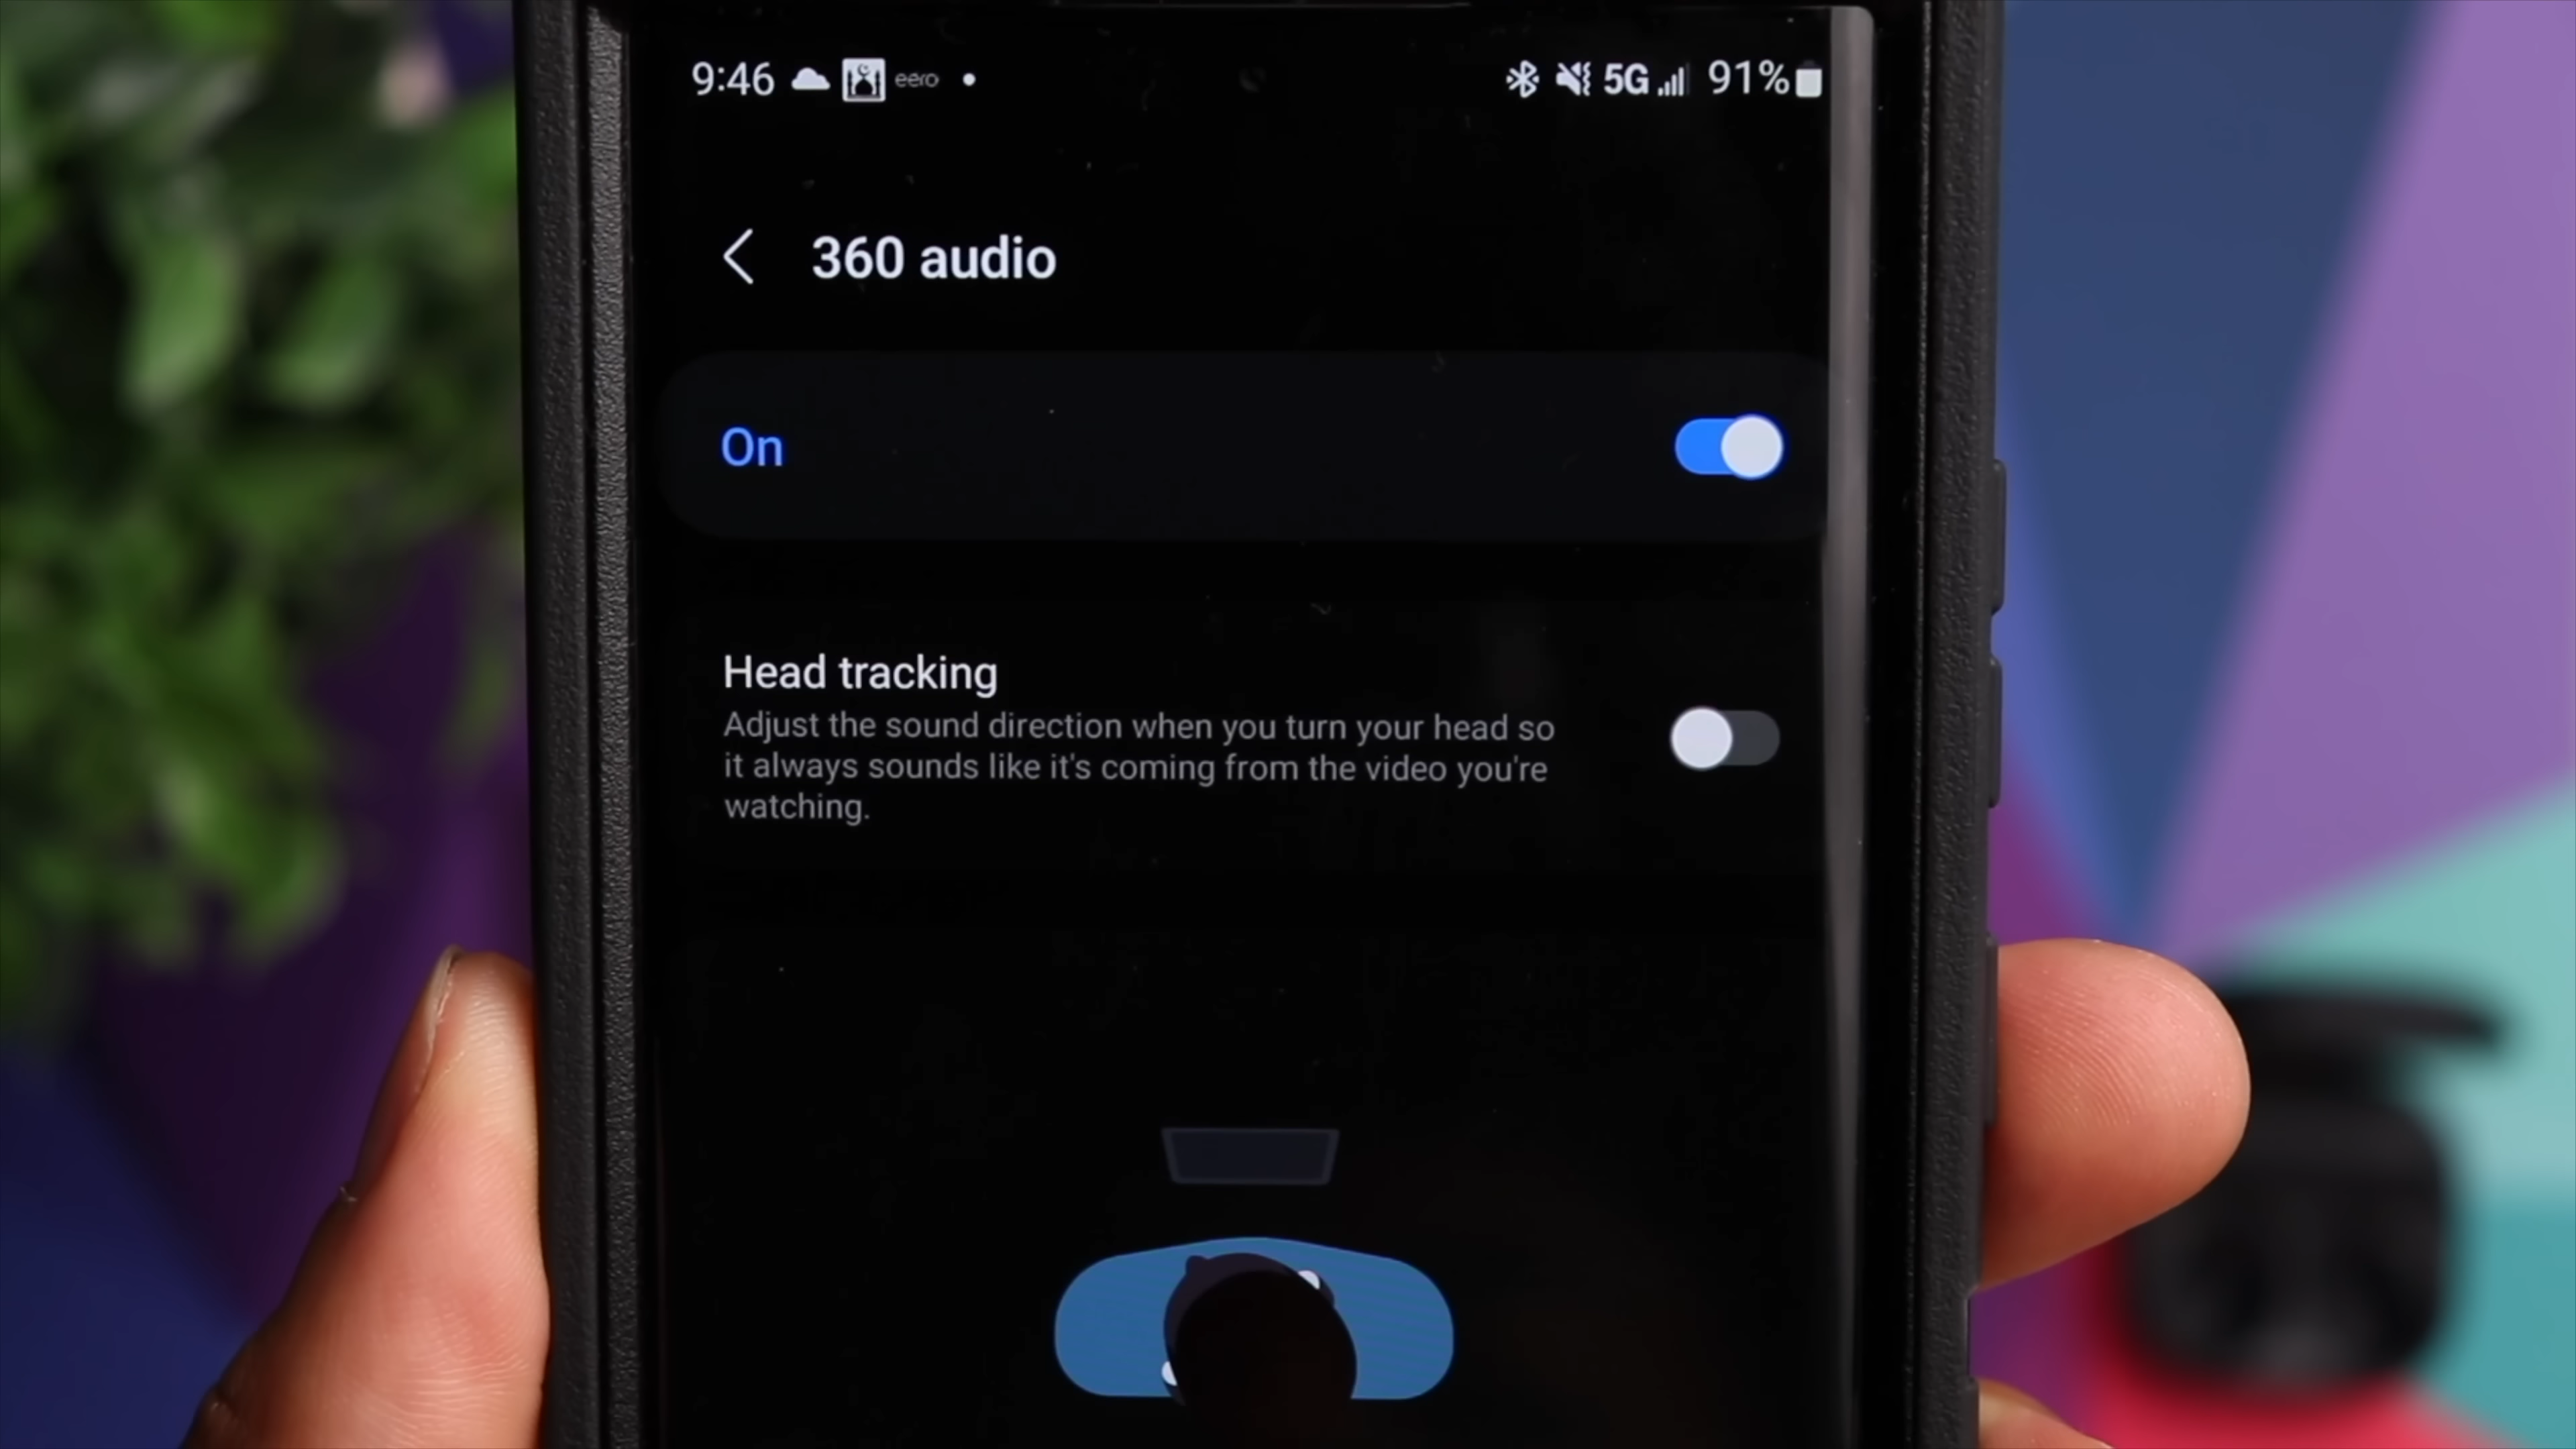 9:46 eero 5G 91%
360 audio
On
Head tracking
Adjust the sound direction when you turn your head so
it always sounds like it's coming from the video you're
watching.